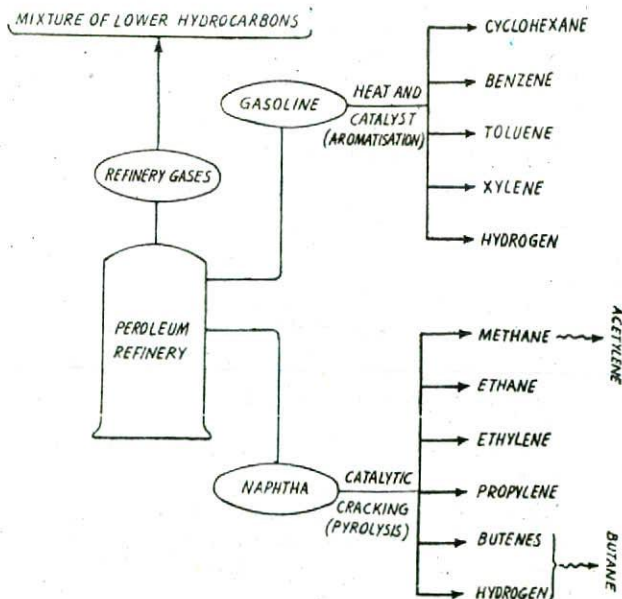 MIXTURE OF LOWER HYDROCARBONS
REFINERY GASES
PEROLEUM
REFINERY
GASOLINE
HEAT AND
CATALYST
(AROMATISATION)
CYCLOHEXANE
BENZENE
TOLUENE
XYLENE
HYDROGEN
NAPHTHA
CATALYTIC
CRACKING
(PYROLYSIS)
METHANE
ACETYLENE
ETHANE
ETHYLENE
PROPYLENE
BUTENES
HYDROGEN
BUTANE